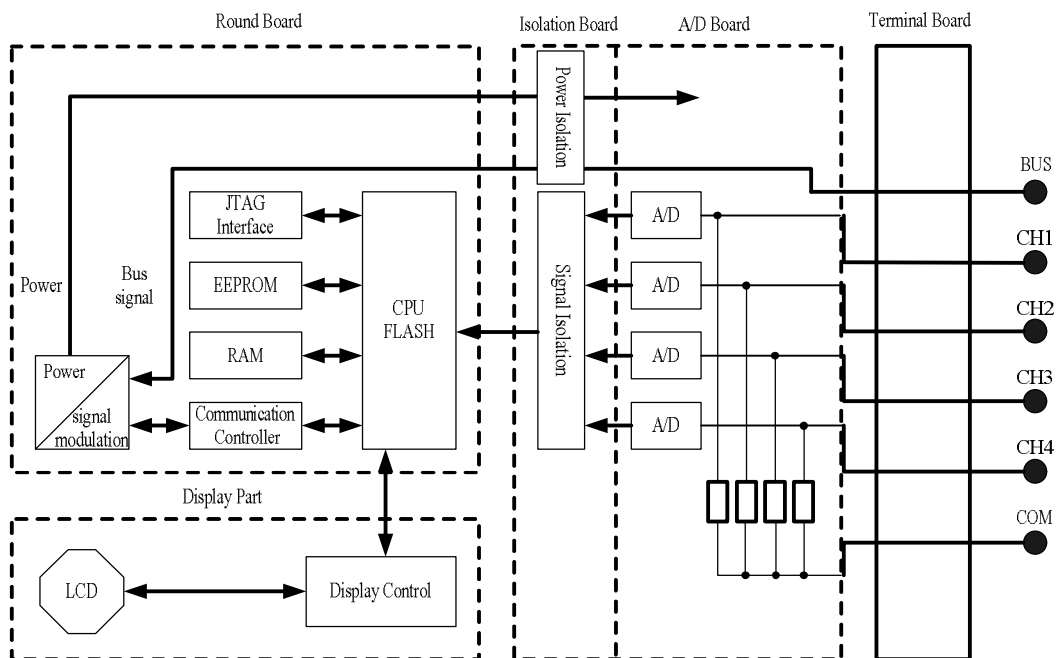 Round Board
Isolation Board
A/D Board
Terminal Board
Power Isolation
BUS
JTAG
Interface
A/D
CH1
Bus
signal
Power
EEPROM
CPU
FLASH
Signal Isolation
A/D
CH2
RAM
A/D
CH3
Power
signal
modulation
Communication
Controller
A/D
CH4
Display Part
COM
LCD
Display Control